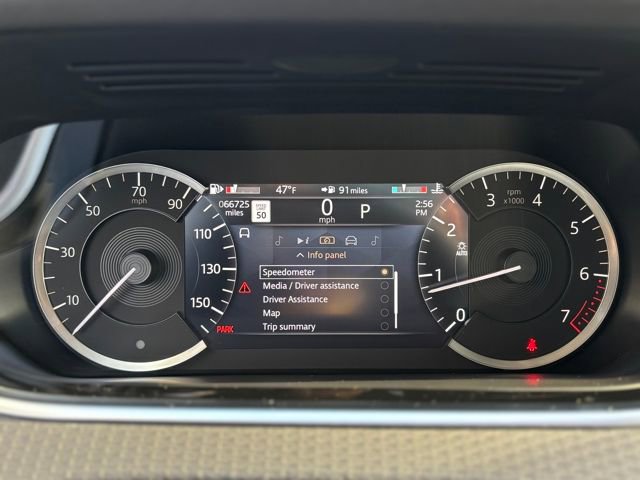 47°F 91 miles
066725 miles
SPEED LIMIT 50
0 mph
P
2:56 PM
Info panel
Speedometer
Media / Driver assistance
Driver Assistance
Map
Trip summary
10 30 50 70 90 110 130 150
mph
PARK
0 1 2 3 4 5 6 7
rpm
x1000
AUTO